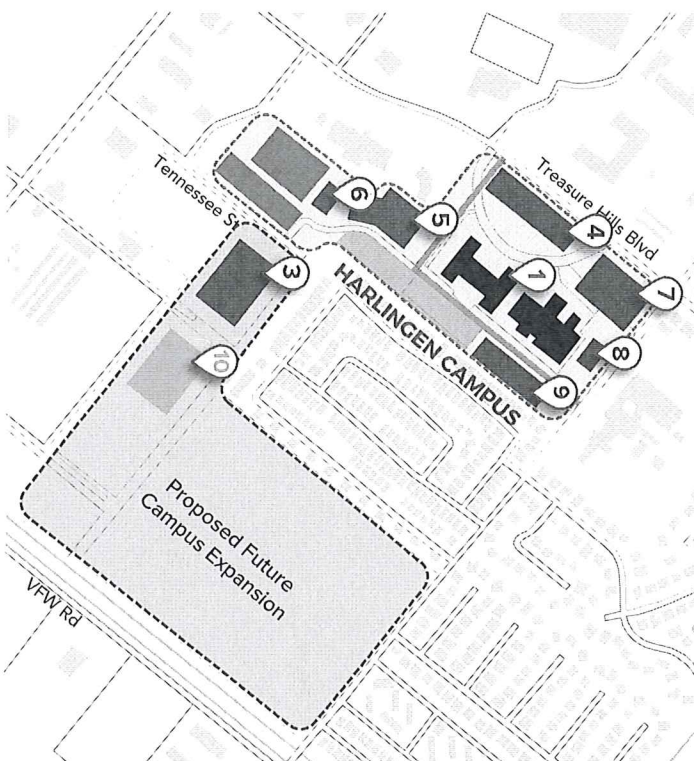 Treasure Hills Blvd
4
7
1
8
9
5
6
Tennessee St
3
HARLINGEN CAMPUS
10
Proposed Future
Campus Expansion
VFW Rd